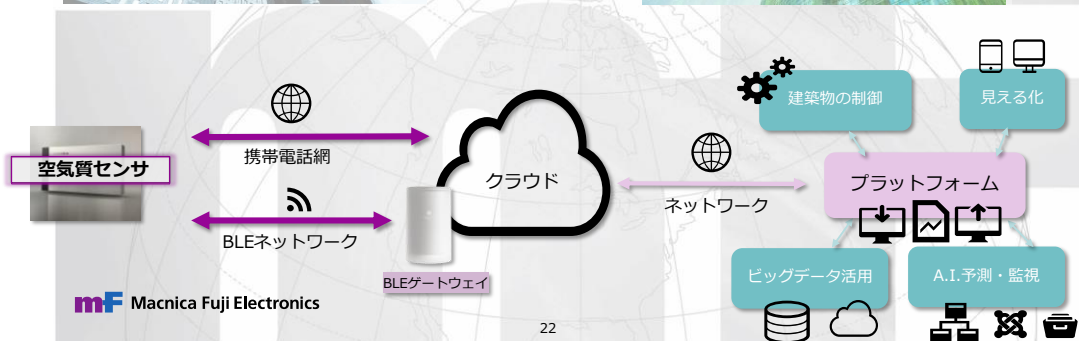 建築物の制御
見える化
携帯電話網
空気質センサ
クラウド
プラットフォーム
ネットワーク
BLEネットワーク
BLEゲートウェイ
ビッグデータ活用
A.I.予測・監視
mF Macnica Fuji Electronics
22